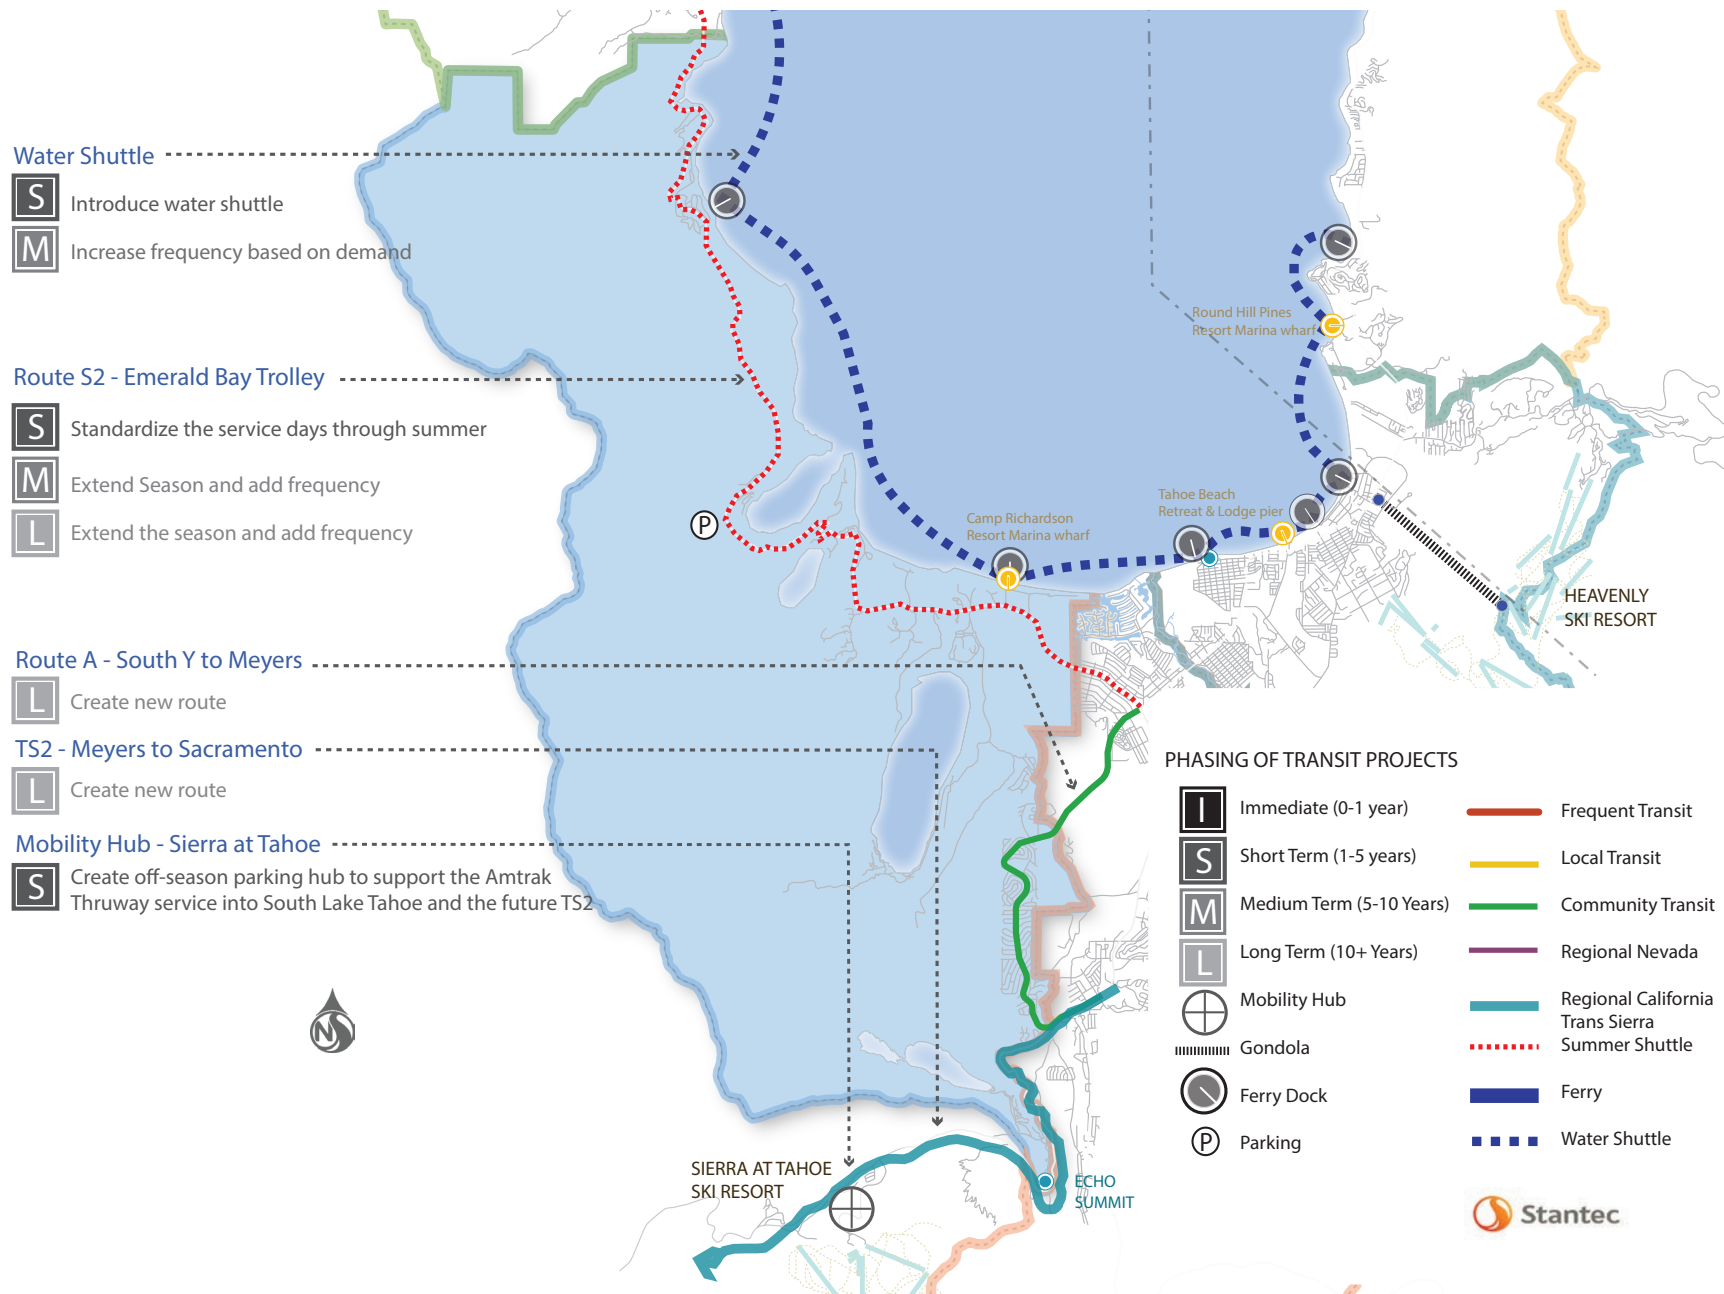 Water Shuttle
S
Introduce water shuttle
M
Increase frequency based on demand
Route S2 - Emerald Bay Trolley
S
Standardize the service days through summer
M
Extend Season and add frequency
L
Extend the season and add frequency
Route A - South Y to Meyers
L
Create new route
TS2 - Meyers to Sacramento
L
Create new route
Mobility Hub - Sierra at Tahoe
S
Create off-season parking hub to support the Amtrak
Thruway service into South Lake Tahoe and the future TS2
N
P
Round Hill Pines
Resort Marina wharf
Tahoe Beach
Retreat & Lodge pier
Camp Richardson
Resort Marina wharf
HEAVENLY
SKI RESORT
SIERRA AT TAHOE
SKI RESORT
ECHO
SUMMIT
PHASING OF TRANSIT PROJECTS
I
Immediate (0-1 year)
S
Short Term (1-5 years)
M
Medium Term (5-10 Years)
L
Long Term (10+ Years)
Mobility Hub
Gondola
Ferry Dock
P
Parking
Frequent Transit
Local Transit
Community Transit
Regional Nevada
Regional California
Trans Sierra
Summer Shuttle
Ferry
Water Shuttle
Stantec